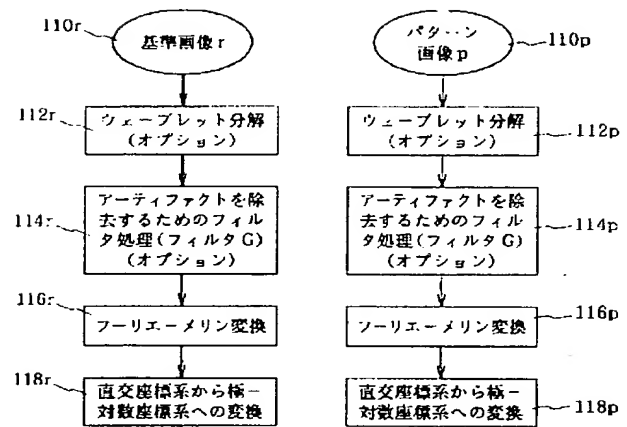 110r
基準画像r
112r
ウェーブレット分解
(オプション)
114r
アーティファクトを除
去するためのフィル
タ処理(フィルタG)
(オプション)
116r
フーリエーメリン変換
118r
直交座標系から極－
対数座標系への変換
パターン
画像p
110p
ウェーブレット分解
(オプション)
112p
アーティファクトを除
去するためのフィル
タ処理(フィルタG)
(オプション)
114p
フーリエーメリン変換
116p
直交座標系から極－
対数座標系への変換
118p